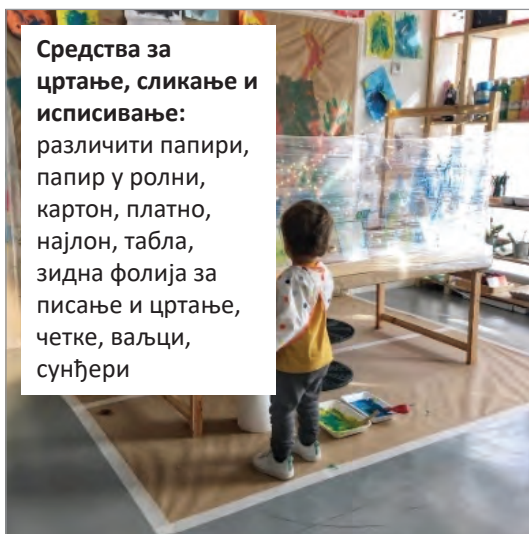 Средства за
цртање, сликање и
исписивање:
различити папири,
папир у ролни,
картон, платно,
најлон, табла,
зидна фолија за
писање и цртање,
четке, ваљци,
сунђери